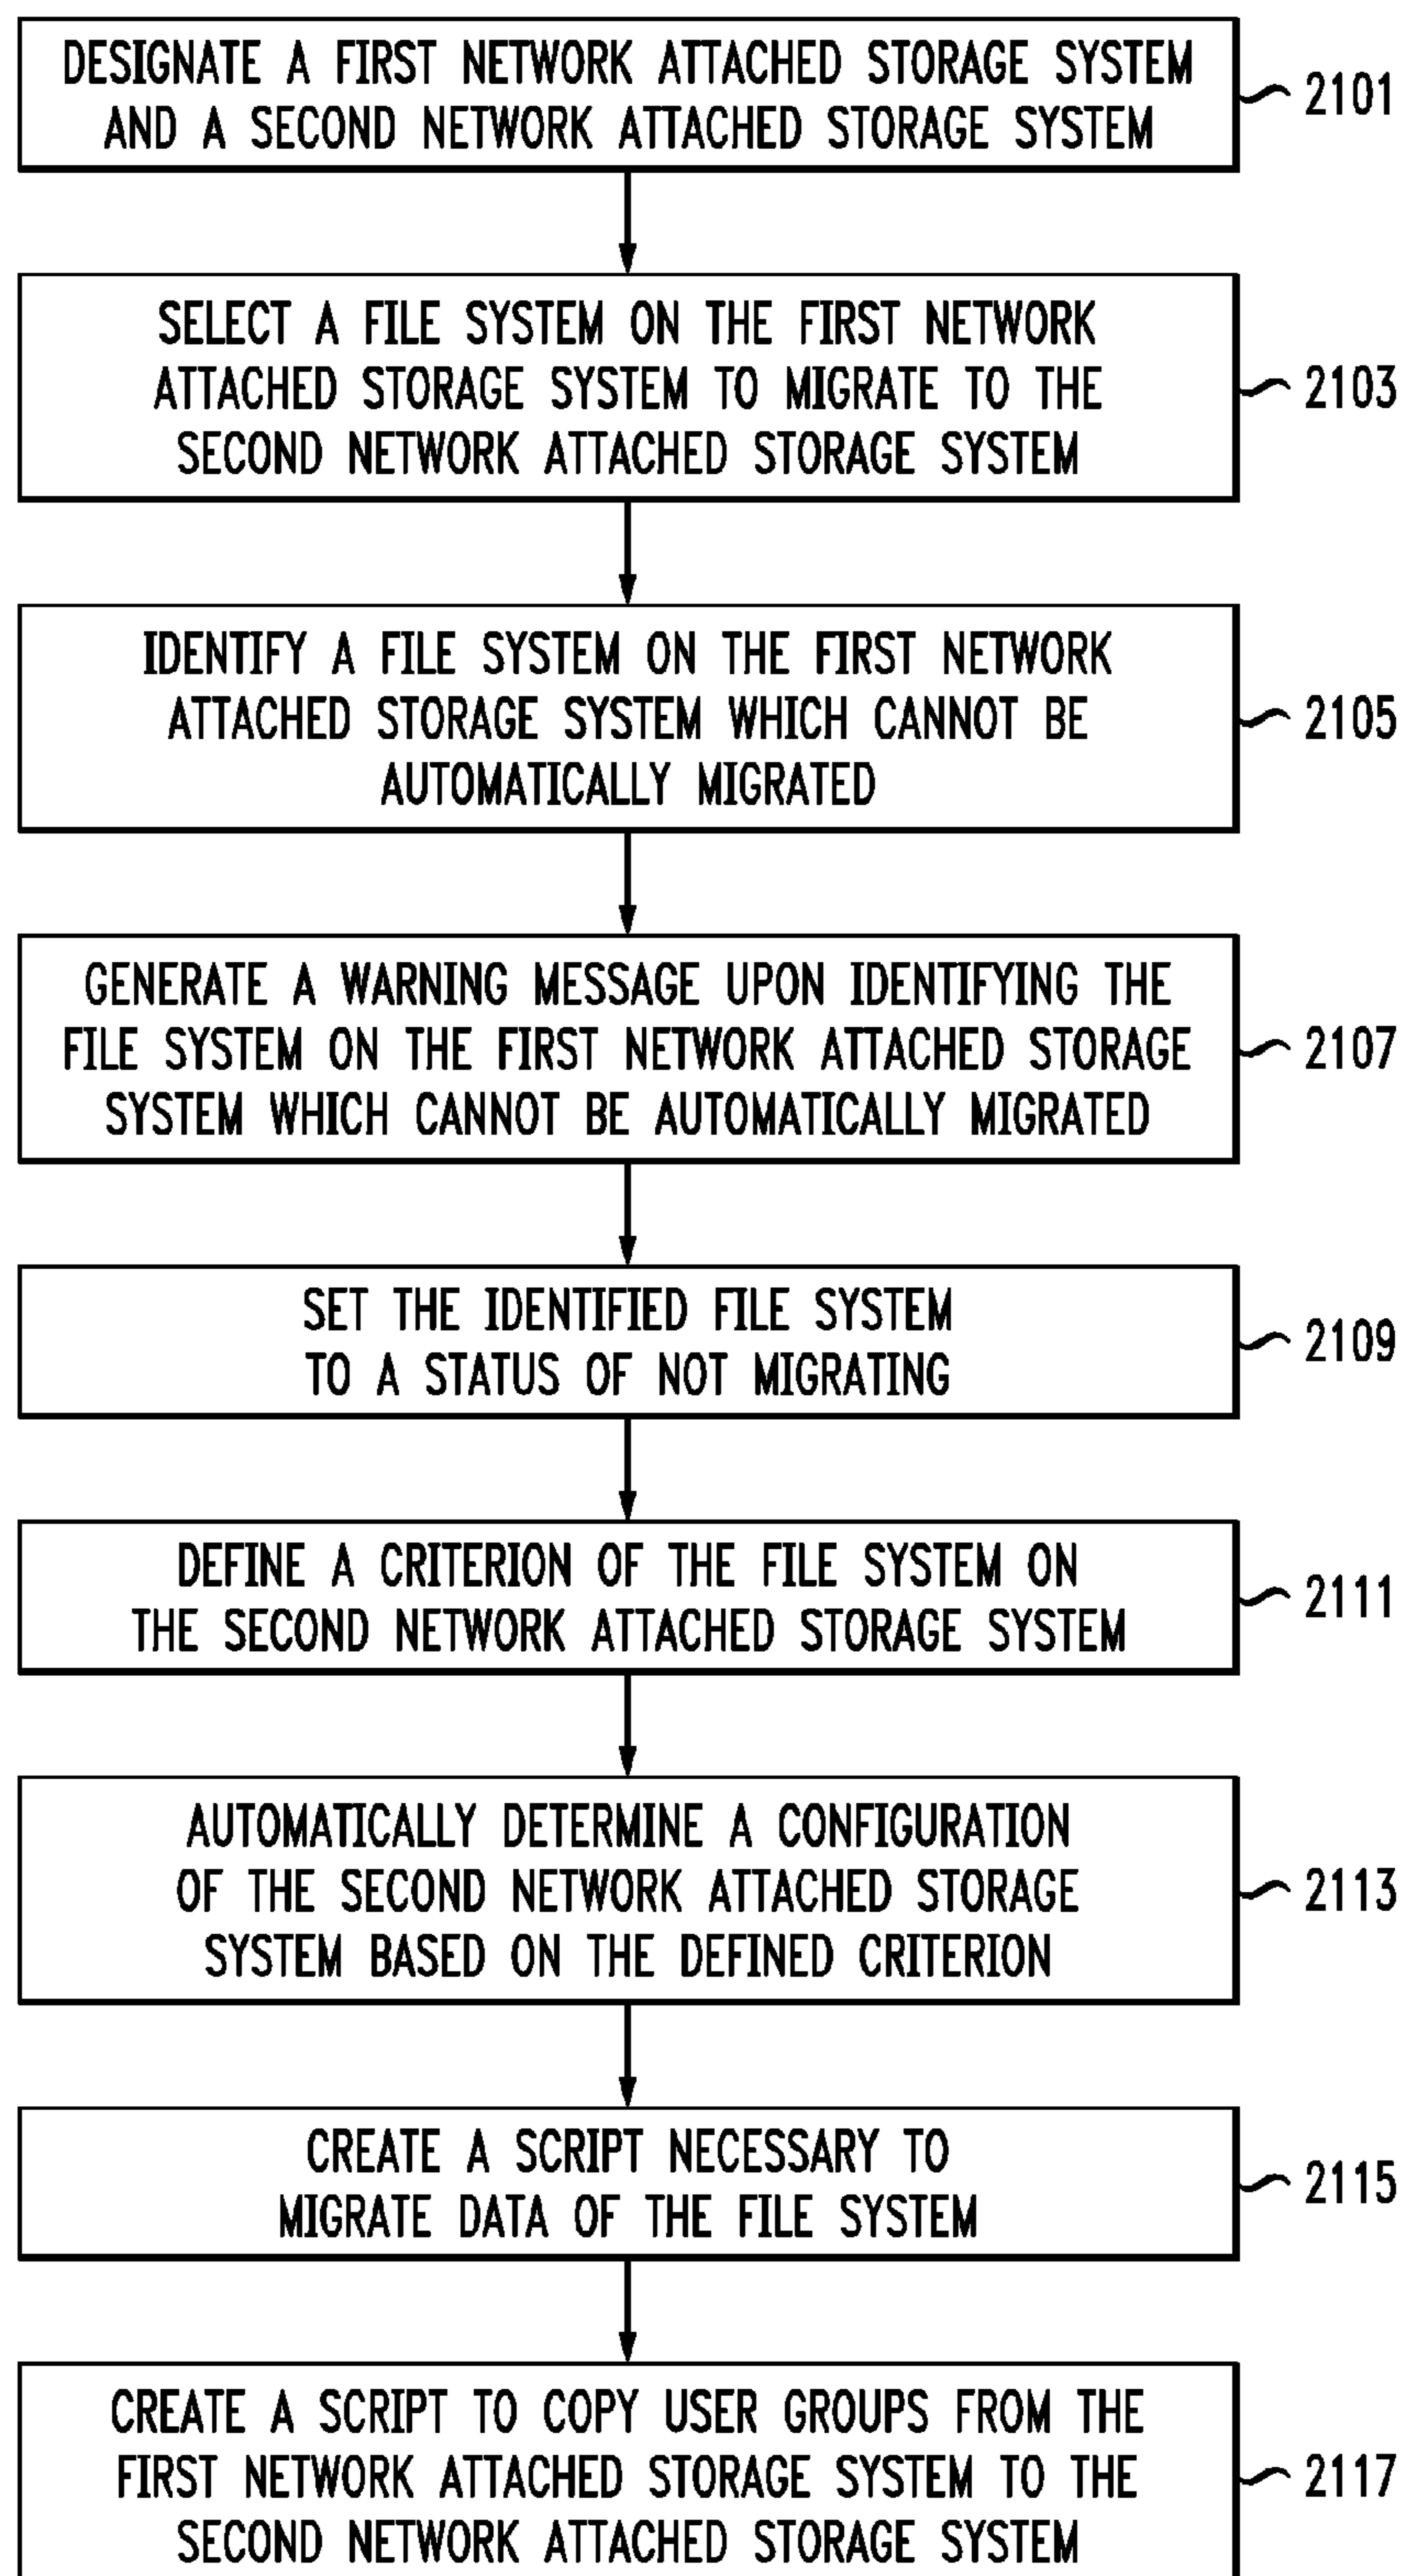 DESIGNATE A FIRST NETWORK ATTACHED STORAGE SYSTEM
AND A SECOND NETWORK ATTACHED STORAGE SYSTEM
2101
SELECT A FILE SYSTEM ON THE FIRST NETWORK
ATTACHED STORAGE SYSTEM TO MIGRATE TO THE
SECOND NETWORK ATTACHED STORAGE SYSTEM
2103
IDENTIFY A FILE SYSTEM ON THE FIRST NETWORK
ATTACHED STORAGE SYSTEM WHICH CANNOT BE
AUTOMATICALLY MIGRATED
2105
GENERATE A WARNING MESSAGE UPON IDENTIFYING THE
FILE SYSTEM ON THE FIRST NETWORK ATTACHED STORAGE
SYSTEM WHICH CANNOT BE AUTOMATICALLY MIGRATED
2107
SET THE IDENTIFIED FILE SYSTEM
TO A STATUS OF NOT MIGRATING
2109
DEFINE A CRITERION OF THE FILE SYSTEM ON
THE SECOND NETWORK ATTACHED STORAGE SYSTEM
2111
AUTOMATICALLY DETERMINE A CONFIGURATION
OF THE SECOND NETWORK ATTACHED STORAGE
SYSTEM BASED ON THE DEFINED CRITERION
2113
CREATE A SCRIPT NECESSARY TO
MIGRATE DATA OF THE FILE SYSTEM
2115
CREATE A SCRIPT TO COPY USER GROUPS FROM THE
FIRST NETWORK ATTACHED STORAGE SYSTEM TO THE
SECOND NETWORK ATTACHED STORAGE SYSTEM
2117